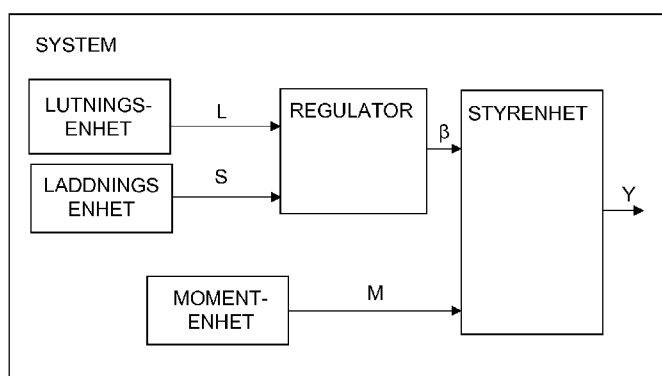 SYSTEM
LUTNINGS-
ENHET
L
REGULATOR
β
STYRENHET
LADDNINGS
ENHET
S
Y
MOMENT-
ENHET
M